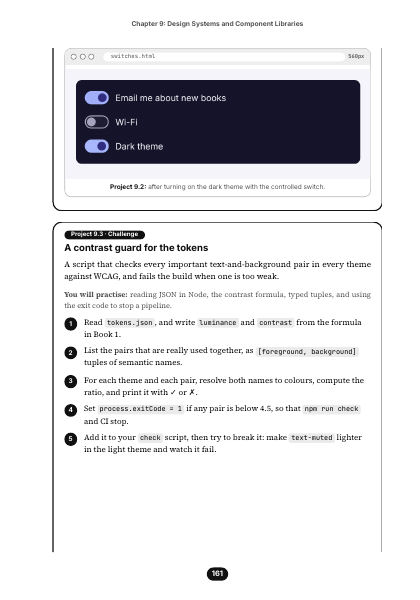 Chapter 9: Design Systems and Component Libraries
switches.html
560px
Email me about new books
Wi-Fi
Dark theme
Project 9.2: after turning on the dark theme with the controlled switch.
Project 9.3 · Challenge
A contrast guard for the tokens
A script that checks every important text-and-background pair in every theme
against WCAG, and fails the build when one is too weak.
You will practise: reading JSON in Node, the contrast formula, typed tuples, and using
the exit code to stop a pipeline.
1 Read tokens.json, and write luminance and contrast from the formula
in Book 1.
2 List the pairs that are really used together, as [foreground, background]
tuples of semantic names.
3 For each theme and each pair, resolve both names to colours, compute the
ratio, and print it with ✓ or ✗.
4 Set process.exitCode = 1 if any pair is below 4.5, so that npm run check
and CI stop.
5 Add it to your check script, then try to break it: make text-muted lighter
in the light theme and watch it fail.
161